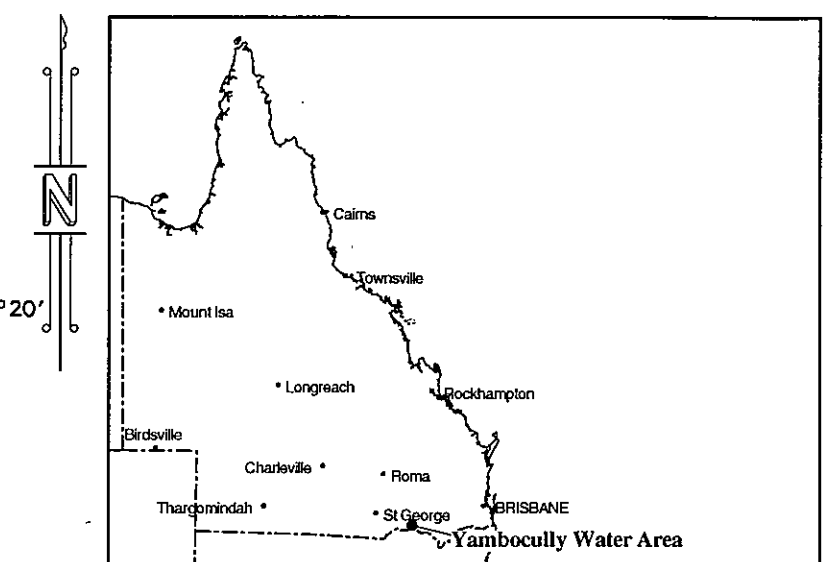 N
Cairns
Townsville
° 20'
Mount Isa
Longreach
Rockhampton
Birdsville
Charleville
Roma
Thargomindah
St George
BRISBANE
Yambocully Water Area